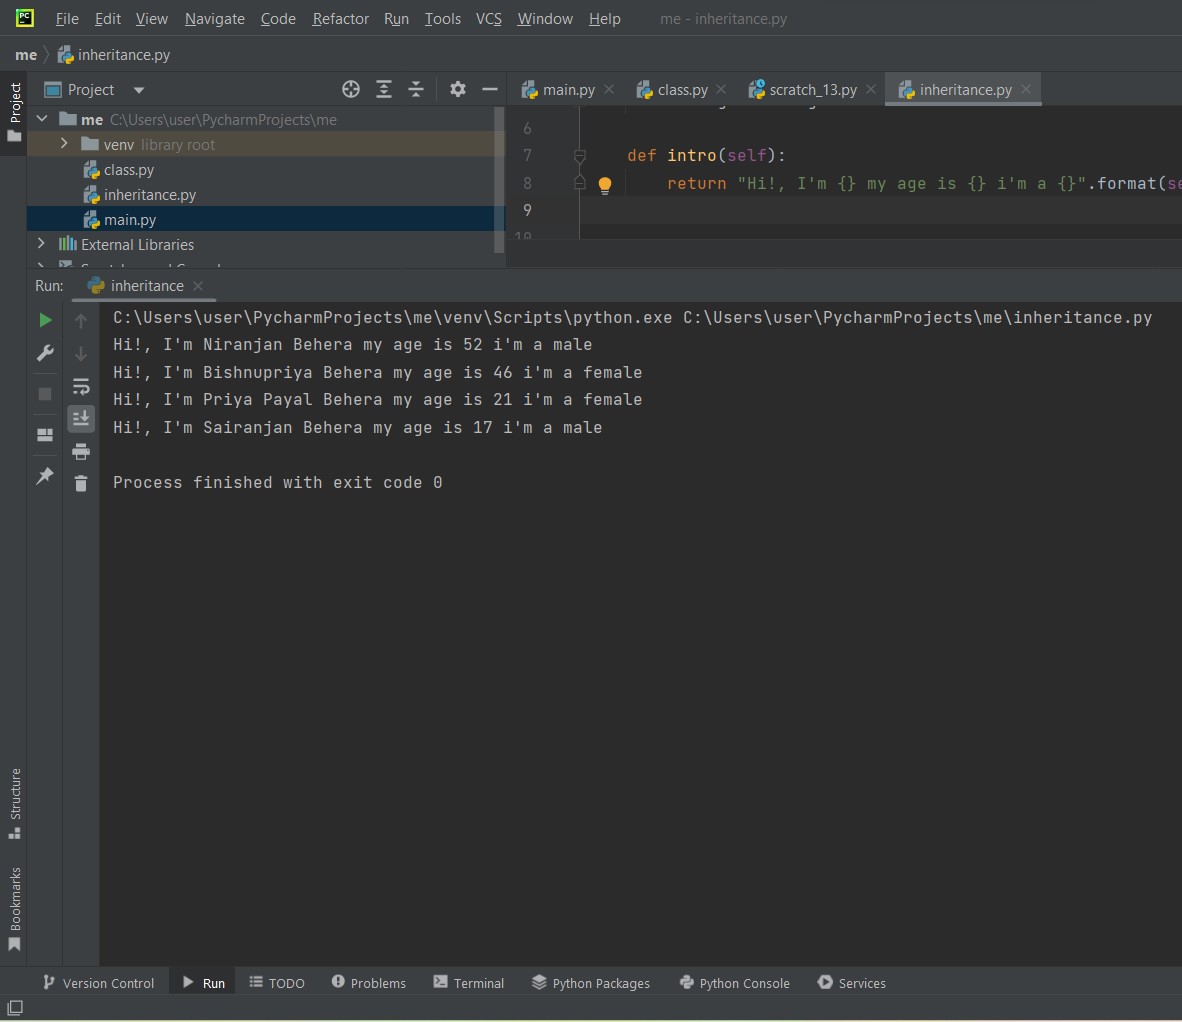 PC
File Edit View Navigate Code Refactor Run Tools VCS Window Help me - inheritance.py
me inheritance.py
Project
Project
main.py class.py scratch_13.py inheritance.py
me C:\Users\user\PycharmProjects\me
venv library root
class.py
inheritance.py
main.py
External Libraries
6
7 def intro(self):
8 return "Hi!, I'm {} my age is {} i'm a {}".format(se
9
10
Run: inheritance
C:\Users\user\PycharmProjects\me\venv\Scripts\python.exe C:\Users\user\PycharmProjects\me\inheritance.py
Hi!, I'm Niranjan Behera my age is 52 i'm a male
Hi!, I'm Bishnupriya Behera my age is 46 i'm a female
Hi!, I'm Priya Payal Behera my age is 21 i'm a female
Hi!, I'm Sairanjan Behera my age is 17 i'm a male
Process finished with exit code 0
Structure
Bookmarks
Version Control Run TODO Problems Terminal Python Packages Python Console Services